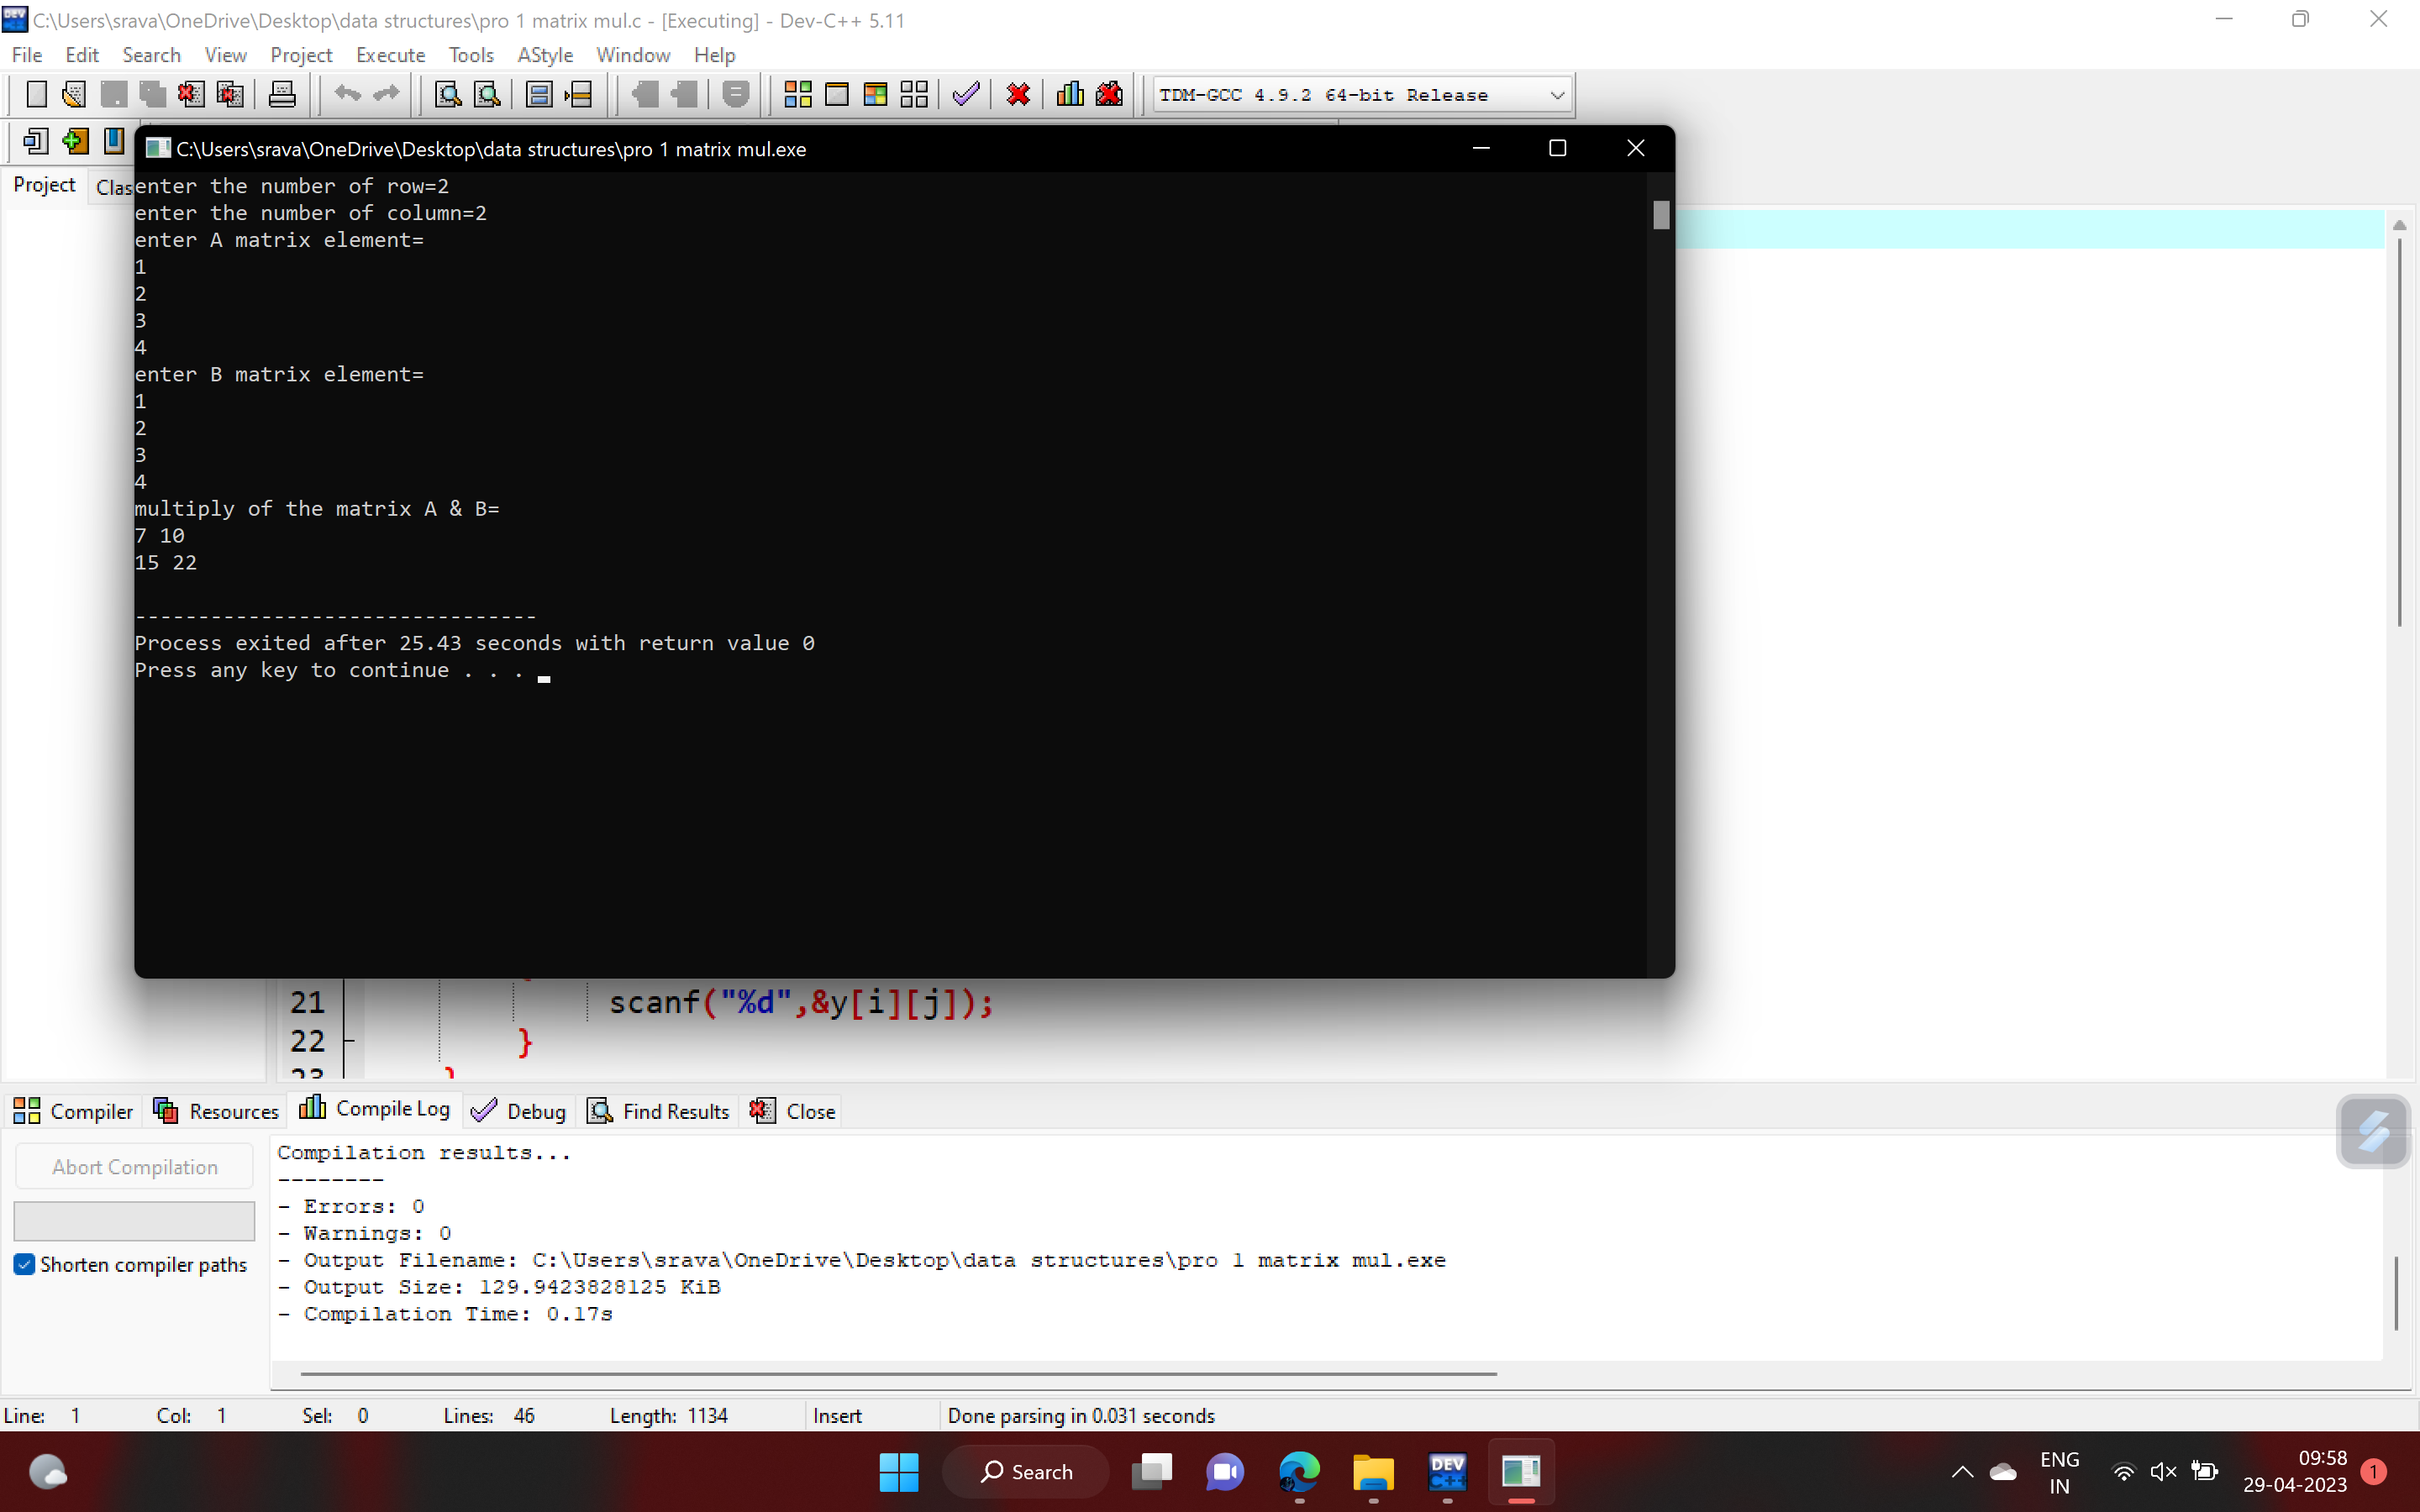 C:\Users\srava\OneDrive\Desktop\data structures\pro 1 matrix mul.c - [Executing] - Dev-C++ 5.11
File Edit Search View Project Execute Tools AStyle Window Help
TDM-GCC 4.9.2 64-bit Release
C:\Users\srava\OneDrive\Desktop\data structures\pro 1 matrix mul.exe
Project Clas
enter the number of row=2
enter the number of column=2
enter A matrix element=
1
2
3
4
enter B matrix element=
1
2
3
4
multiply of the matrix A & B=
7 10
15 22
--------------------------------
Process exited after 25.43 seconds with return value 0
Press any key to continue . . .
21 scanf("%d",&y[i][j]);
22 }
23 }
Compiler Resources Compile Log Debug Find Results Close
Abort Compilation
Shorten compiler paths
Compilation results...
--------
- Errors: 0
- Warnings: 0
- Output Filename: C:\Users\srava\OneDrive\Desktop\data structures\pro 1 matrix mul.exe
- Output Size: 129.9423828125 KiB
- Compilation Time: 0.17s
Line: 1 Col: 1 Sel: 0 Lines: 46 Length: 1134 Insert Done parsing in 0.031 seconds
Search
DEV C++
ENG
IN
09:58
29-04-2023
1